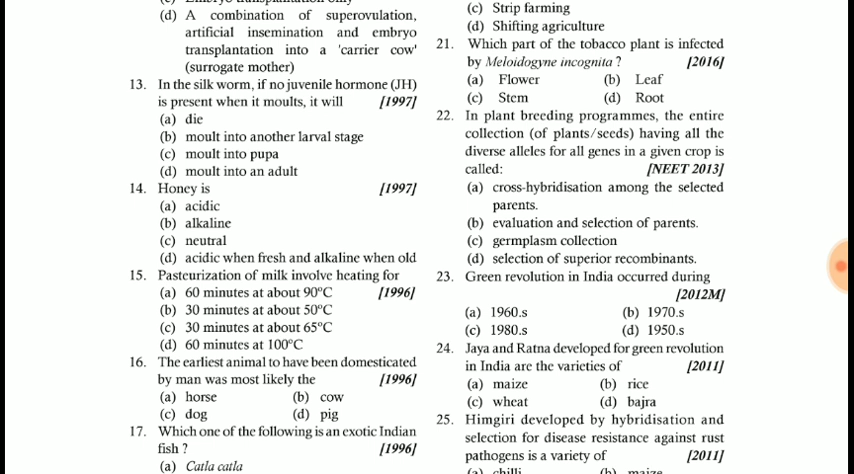 (d) A combination of superovulation,
artificial insemination and embryo
transplantation into a 'carrier cow'
(surrogate mother)
13. In the silk worm, if no juvenile hormone (JH)
is present when it moults, it will [1997]
(a) die
(b) moult into another larval stage
(c) moult into pupa
(d) moult into an adult
14. Honey is [1997]
(a) acidic
(b) alkaline
(c) neutral
(d) acidic when fresh and alkaline when old
15. Pasteurization of milk involve heating for
(a) 60 minutes at about 90°C [1996]
(b) 30 minutes at about 50°C
(c) 30 minutes at about 65°C
(d) 60 minutes at 100°C
16. The earliest animal to have been domesticated
by man was most likely the [1996]
(a) horse (b) cow
(c) dog (d) pig
17. Which one of the following is an exotic Indian
fish ? [1996]
(a) Catla catla
(c) Strip farming
(d) Shifting agriculture
21. Which part of the tobacco plant is infected
by Meloidogyne incognita ? [2016]
(a) Flower (b) Leaf
(c) Stem (d) Root
22. In plant breeding programmes, the entire
collection (of plants/seeds) having all the
diverse alleles for all genes in a given crop is
called: [NEET 2013]
(a) cross-hybridisation among the selected
parents.
(b) evaluation and selection of parents.
(c) germplasm collection
(d) selection of superior recombinants.
23. Green revolution in India occurred during
[2012M]
(a) 1960.s (b) 1970.s
(c) 1980.s (d) 1950.s
24. Jaya and Ratna developed for green revolution
in India are the varieties of [2011]
(a) maize (b) rice
(c) wheat (d) bajra
25. Himgiri developed by hybridisation and
selection for disease resistance against rust
pathogens is a variety of [2011]
(a) chilli (b) maize